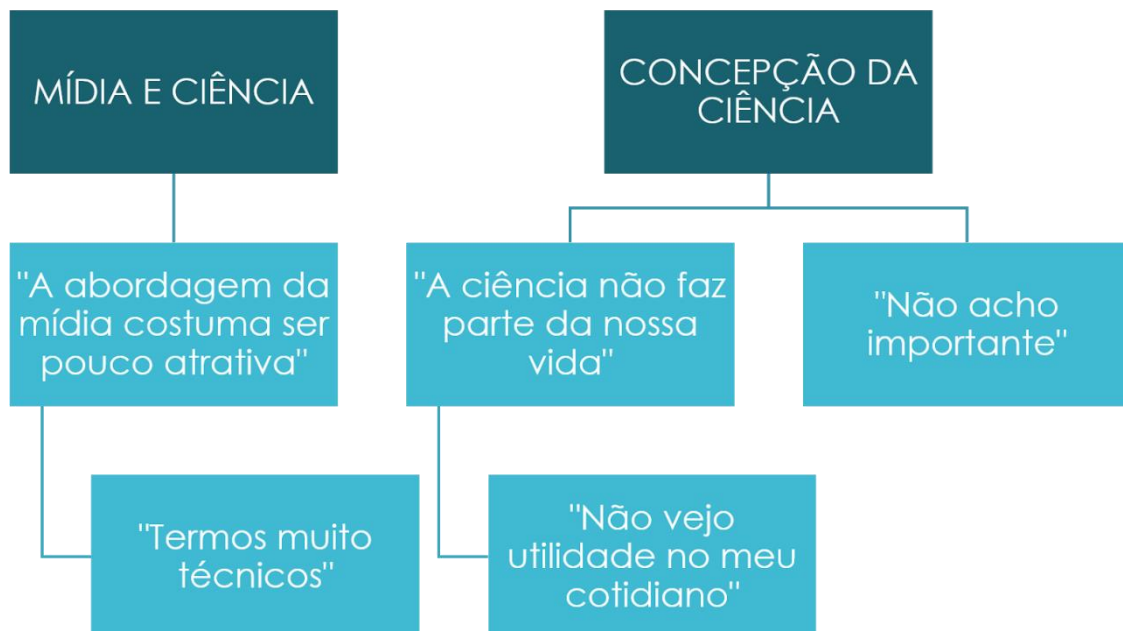 MÍDIA E CIÊNCIA
CONCEPÇÃO DA
CIÊNCIA
"A abordagem da
mídia costuma ser
pouco atrativa"
"A ciência não faz
parte da nossa
vida"
"Não acho
importante"
"Termos muito
técnicos"
"Não vejo
utilidade no meu
cotidiano"